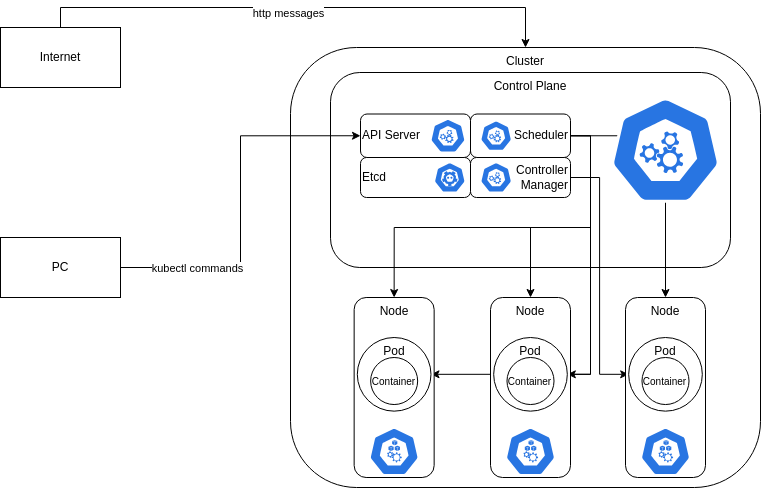 http messages
Internet
Cluster
Control Plane
API Server
Scheduler
Etcd
Controller
Manager
PC
kubectl commands
Node
Node
Node
Pod
Pod
Pod
Container
Container
Container